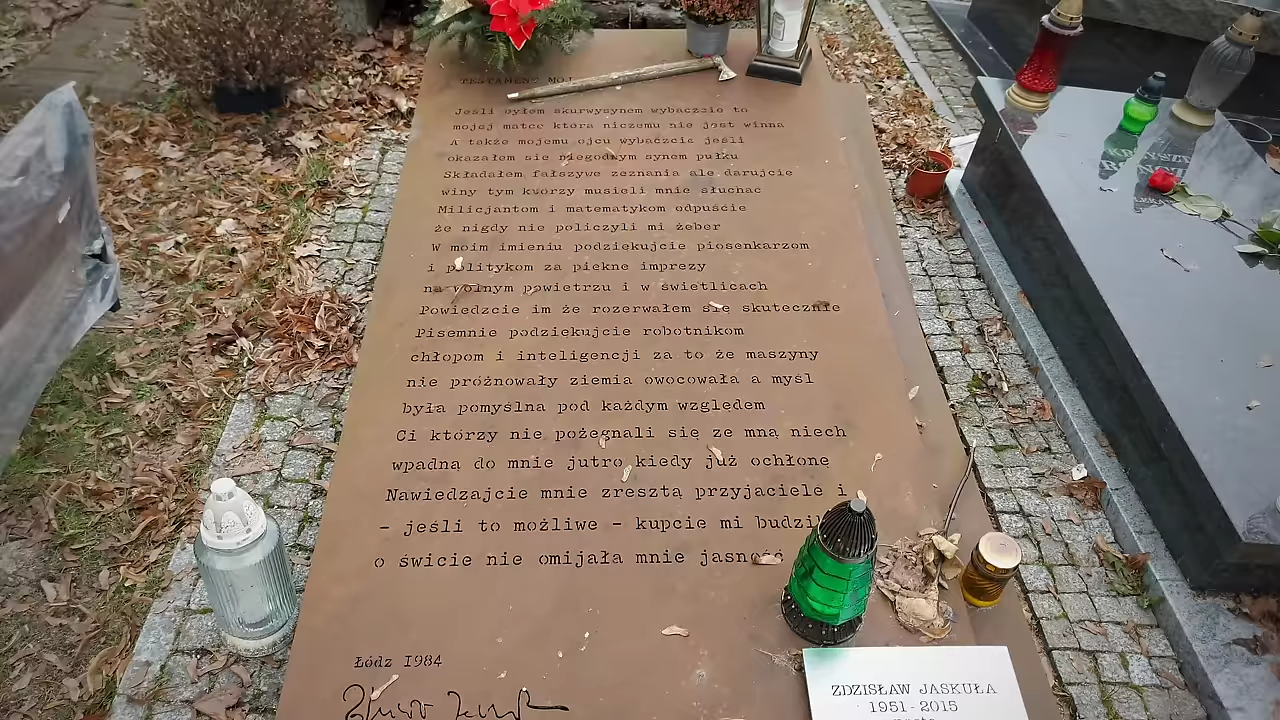 TESTAMENT MOJ
Jeśli byłem skurwysynem wybaczcie to
mojej matce która niczemu nie jest winna
A także mojemu ojcu wybaczcie jeśli
okazałem się niegodnym synem pułku
Składałem fałszywe zeznania ale darujcie
winy tym którzy musieli mnie słuchać
Milicjantom i matematykom odpuście
że nigdy nie policzyli mi żeber
W moim imieniu podziękujcie piosenkarzom
i politykom za piękne imprezy
na wolnym powietrzu i w świetlicach
Powiedzcie im że rozerwałem się skutecznie
Pisemnie podziękujcie robotnikom
chłopom i inteligencji za to że maszyny
nie próżnowały ziemia owocowała a myśl
była pomyślna pod każdym względem
Ci którzy nie pożegnali się ze mną niech
wpadną do mnie jutro kiedy już ochłonę
Nawiedzajcie mnie zresztą przyjaciele i
- jeśli to możliwe - kupcie mi budzi
o świcie nie omijała mnie jasność
Łódź 1984
ZDZISŁAW JASKUŁA
1951-2015
poeta